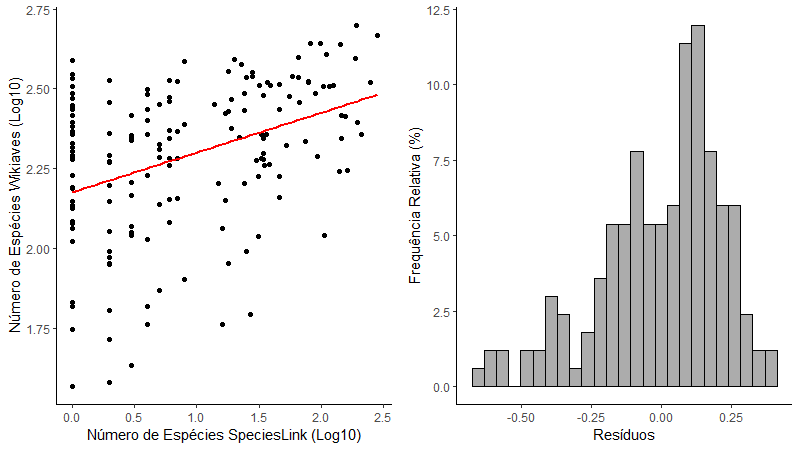 Número de Espécies Wikiaves (Log10)
2.75
2.50
2.25
2.00
1.75
0.0 0.5 1.0 1.5 2.0 2.5
Número de Espécies SpeciesLink (Log10)
Frequência Relativa (%)
12.5
10.0
7.5
5.0
2.5
0.0
-0.50 -0.25 0.00 0.25
Resíduos